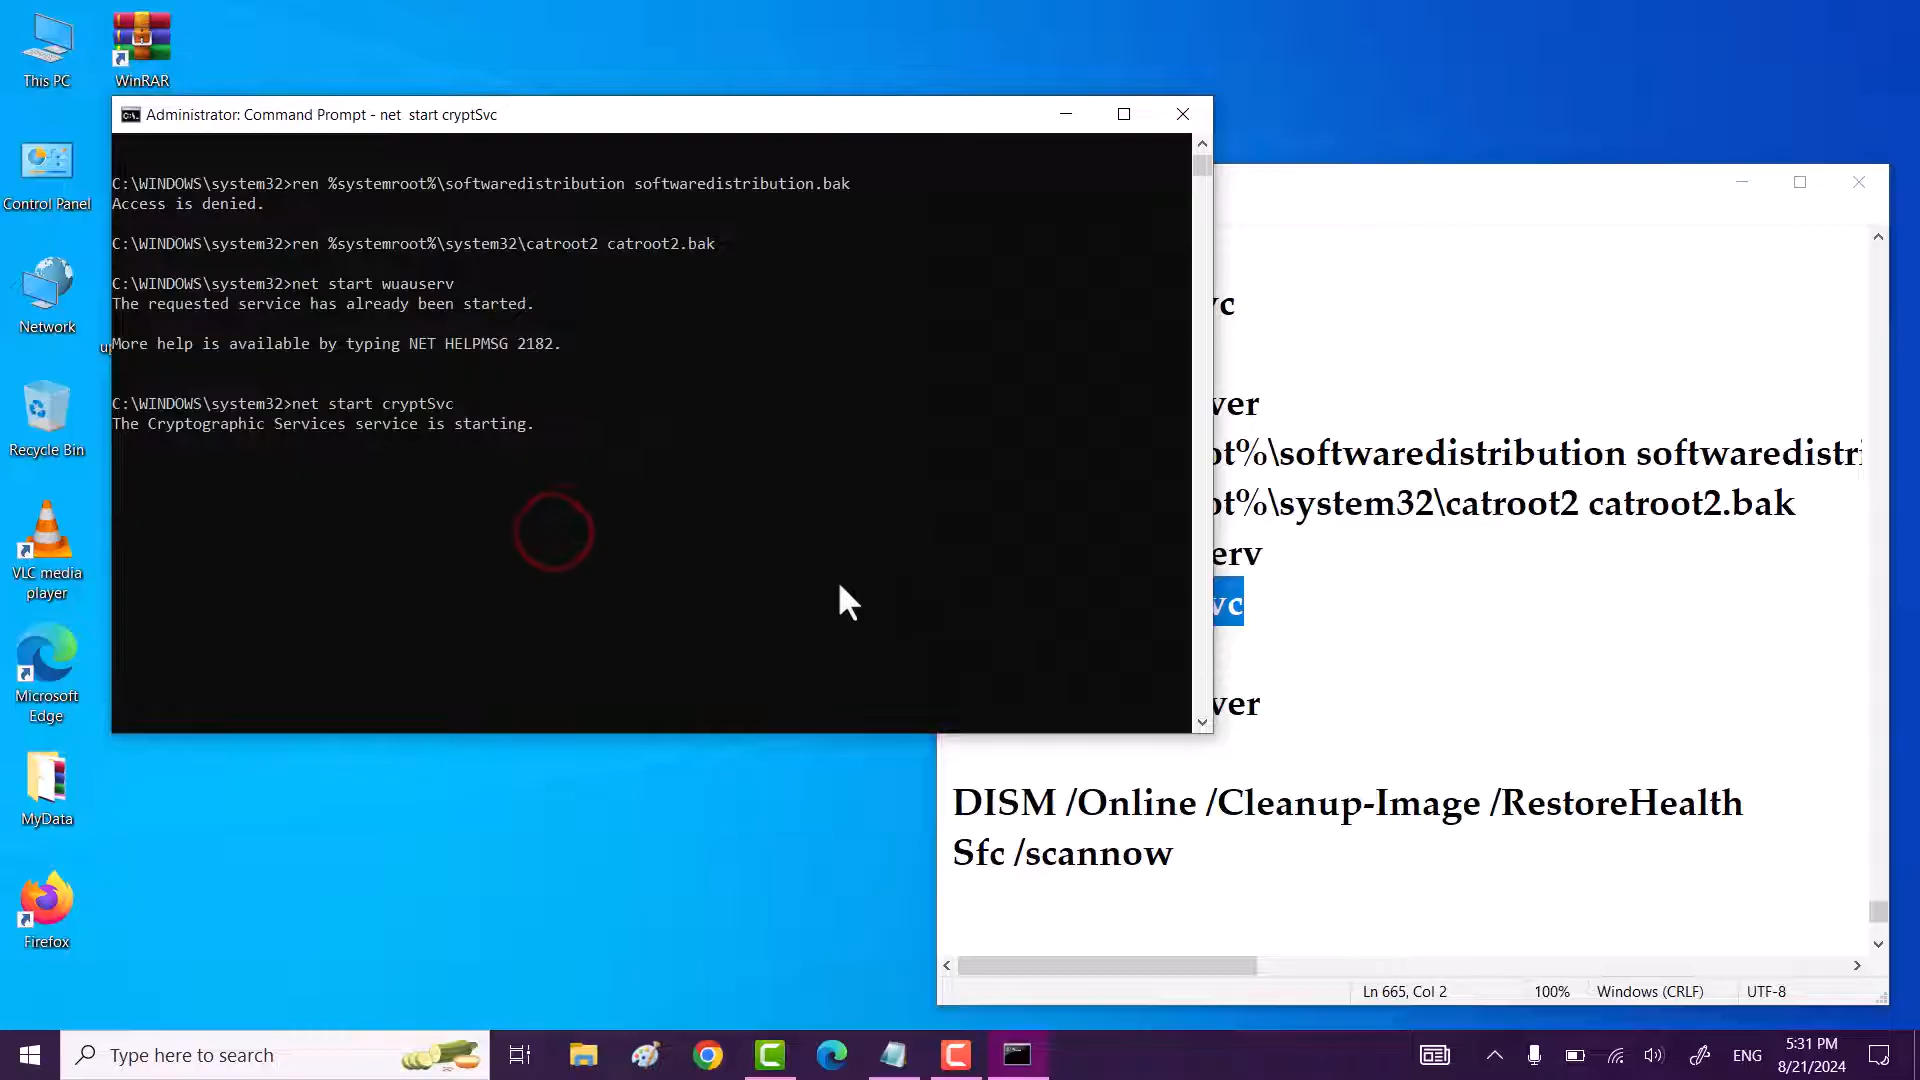 This PC
WinRAR
Control Panel
Network
Recycle Bin
VLC media
player
Microsoft
Edge
MyData
Firefox
Administrator: Command Prompt - net  start cryptSvc
C:\WINDOWS\system32>ren %systemroot%\softwaredistribution softwaredistribution.bak
Access is denied.
C:\WINDOWS\system32>ren %systemroot%\system32\catroot2 catroot2.bak
C:\WINDOWS\system32>net start wuauserv
The requested service has already been started.
More help is available by typing NET HELPMSG 2182.
C:\WINDOWS\system32>net start cryptSvc
The Cryptographic Services service is starting.
vc
ver
ot%\softwaredistribution softwaredistri
ot%\system32\catroot2 catroot2.bak
erv
vc
ver
DISM /Online /Cleanup-Image /RestoreHealth
Sfc /scannow
Ln 665, Col 2
100%
Windows (CRLF)
UTF-8
Type here to search
ENG
5:31 PM
8/21/2024